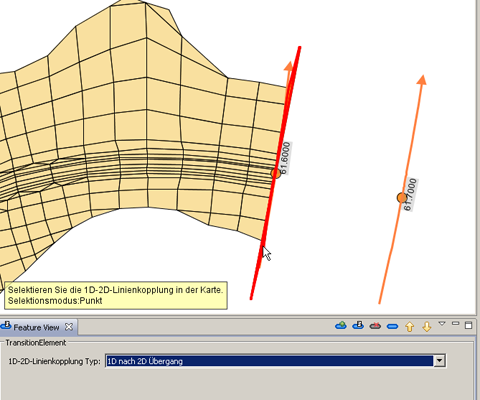 61.6000
61.7000
Selektieren Sie die 1D-2D-Linienkopplung in der Karte.
Selektionsmodus:Punkt
Feature View
TransitionElement
1D-2D-Linienkopplung Typ:
1D nach 2D Übergang